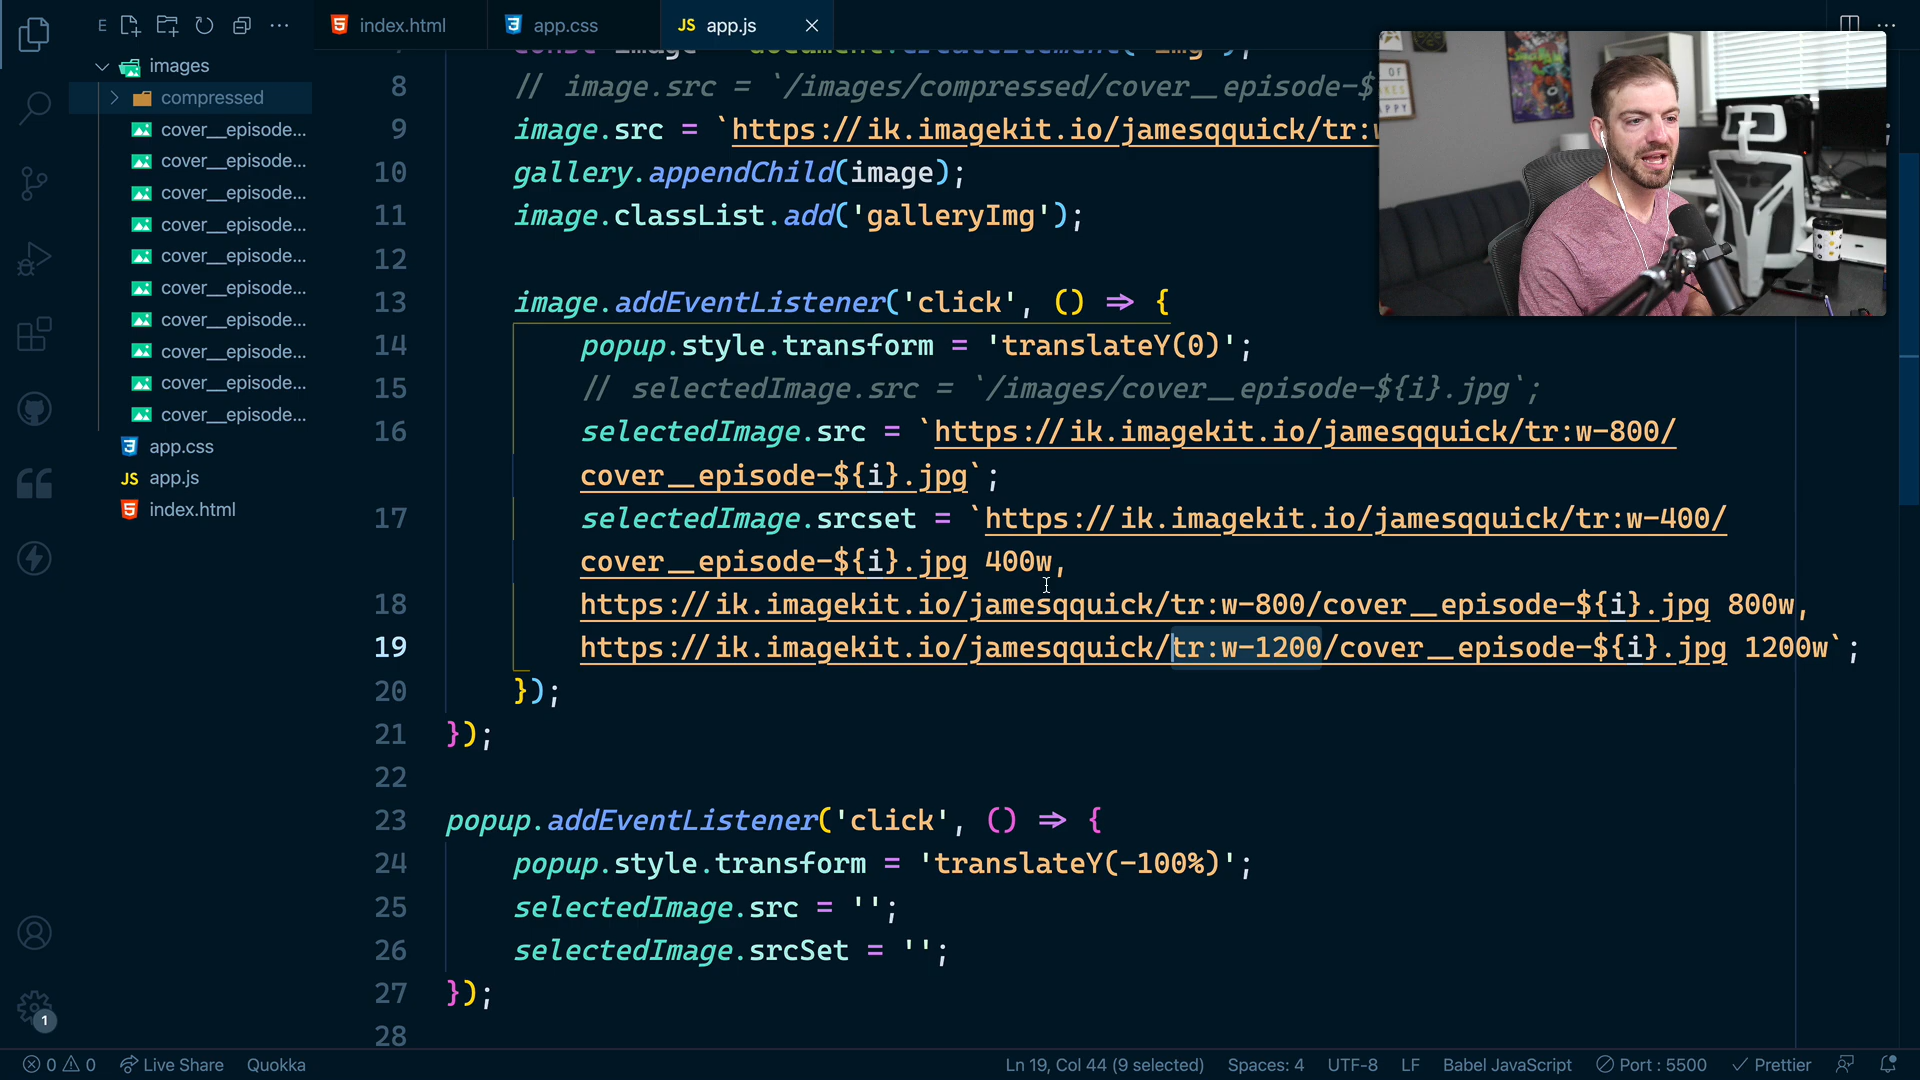 E
index.html
app.css
JS app.js
images
compressed
cover__episode...
cover__episode...
cover__episode...
cover__episode...
cover__episode...
cover__episode...
cover__episode...
cover__episode...
cover__episode...
cover__episode...
app.css
JS app.js
index.html
8 // image.src = `/images/compressed/cover__episode-$
9 image.src = `https://ik.imagekit.io/jamesqquick/tr:
10 gallery.appendChild(image);
11 image.classList.add('galleryImg');
12
13 image.addEventListener('click', () => {
14 popup.style.transform = 'translateY(0)';
15 // selectedImage.src = `/images/cover__episode-${i}.jpg`;
16 selectedImage.src = `https://ik.imagekit.io/jamesqquick/tr:w-800/
cover__episode-${i}.jpg`;
17 selectedImage.srcset = `https://ik.imagekit.io/jamesqquick/tr:w-400/
cover__episode-${i}.jpg 400w,
18 https://ik.imagekit.io/jamesqquick/tr:w-800/cover__episode-${i}.jpg 800w,
19 https://ik.imagekit.io/jamesqquick/tr:w-1200/cover__episode-${i}.jpg 1200w`;
20 });
21 });
22
23 popup.addEventListener('click', () => {
24 popup.style.transform = 'translateY(-100%)';
25 selectedImage.src = '';
26 selectedImage.srcSet = '';
27 });
28
1
0 0 Live Share Quokka Ln 19, Col 44 (9 selected) Spaces: 4 UTF-8 LF Babel JavaScript Port : 5500 Prettier